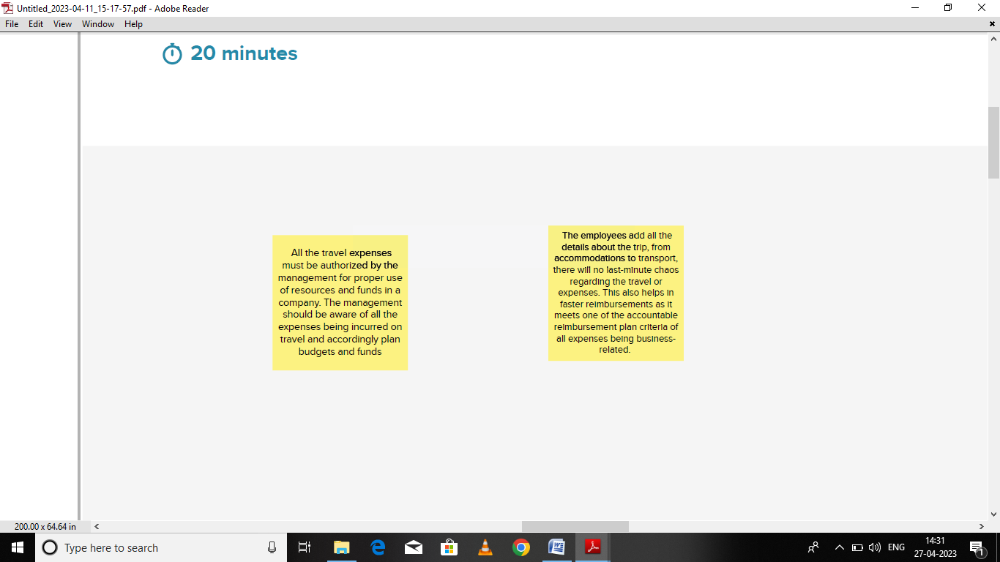 Untitled_2023-04-11_15-17-57.pdf - Adobe Reader
File Edit View Window Help
20 minutes
All the travel expenses
must be authorized by the
management for proper use
of resources and funds in a
company. The management
should be aware of all the
expenses being incurred on
travel and accordingly plan
budgets and funds
The employees add all the
details about the trip, from
accommodations to transport,
there will no last-minute chaos
regarding the travel or
expenses. This also helps in
faster reimbursements as it
meets one of the accountable
reimbursement plan criteria of
all expenses being business-
related.
200.00 x 64.64 in
Type here to search
ENG
14:31
27-04-2023
1